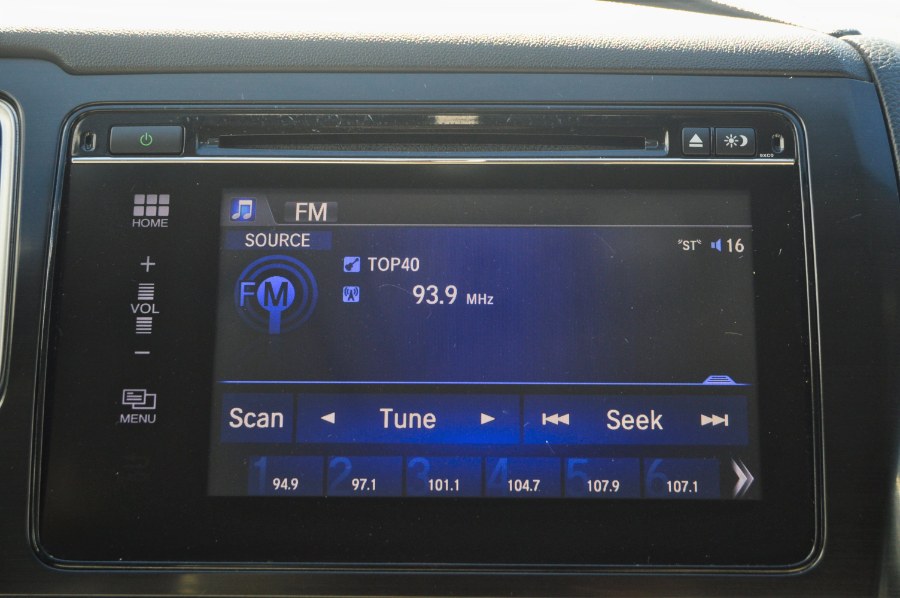 HOME
+
VOL
−
MENU
FM
SOURCE
"ST" 16
FM
TOP40
93.9 MHz
Scan
Tune
Seek
1 94.9
2 97.1
3 101.1
4 104.7
5 107.9
6 107.1